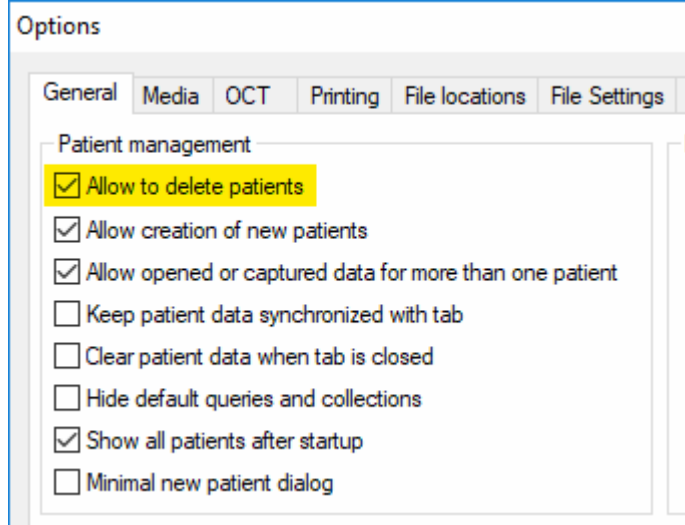 Options
General Media OCT Printing File locations File Settings
Patient management
Allow to delete patients
Allow creation of new patients
Allow opened or captured data for more than one patient
Keep patient data synchronized with tab
Clear patient data when tab is closed
Hide default queries and collections
Show all patients after startup
Minimal new patient dialog